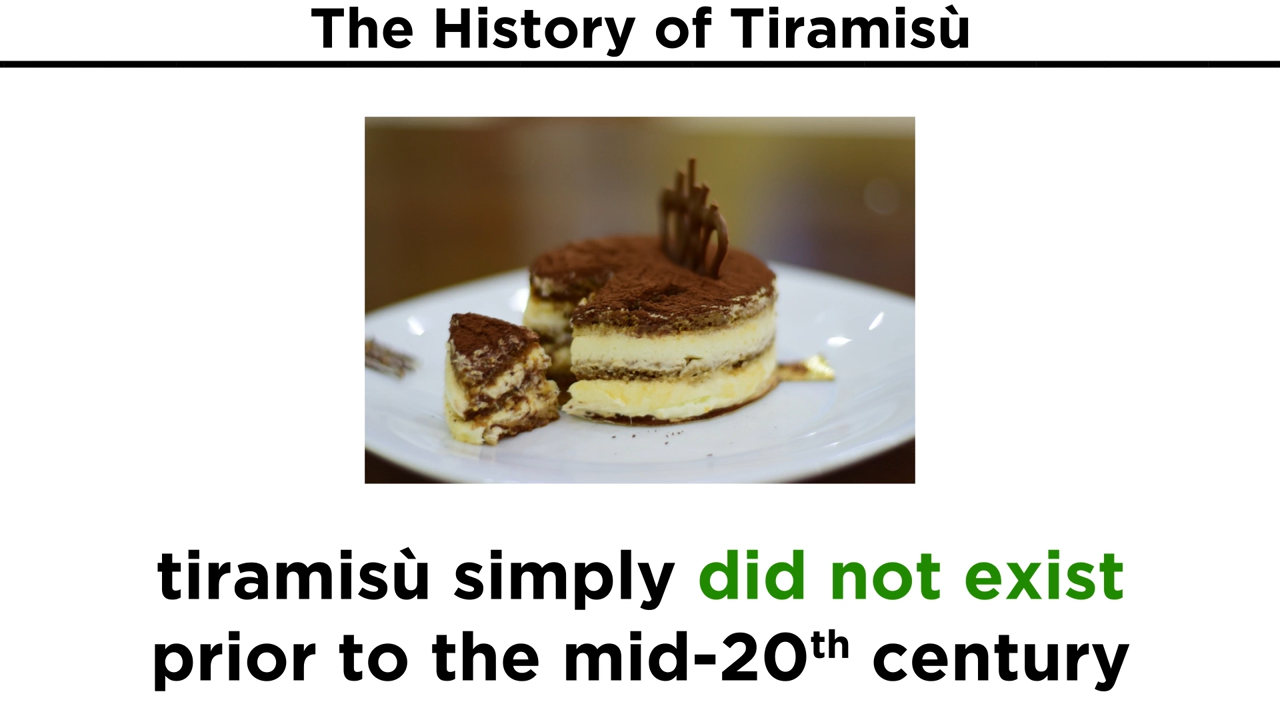 The History of Tiramisù
tiramisù simply did not exist
prior to the mid-20th century